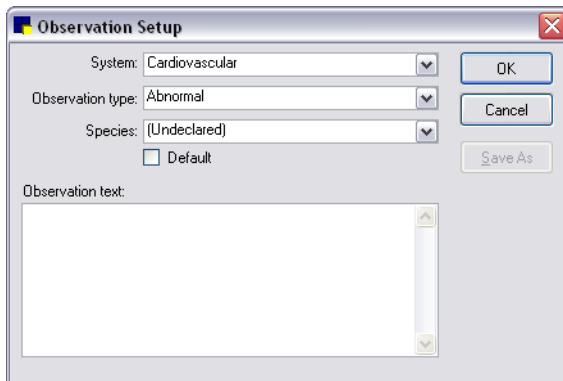 Observation Setup
System: Cardiovascular
OK
Observation type: Abnormal
Cancel
Species: (Undeclared)
Default
Save As
Observation text: